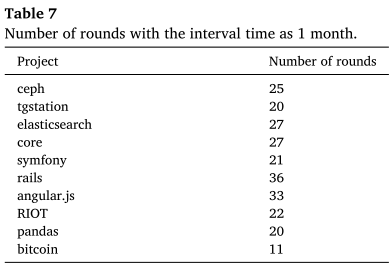 Table 7
Number of rounds with the interval time as 1 month.
Project Number of rounds
ceph 25
tgstation 20
elasticsearch 27
core 27
symfony 21
rails 36
angular.js 33
RIOT 22
pandas 20
bitcoin 11